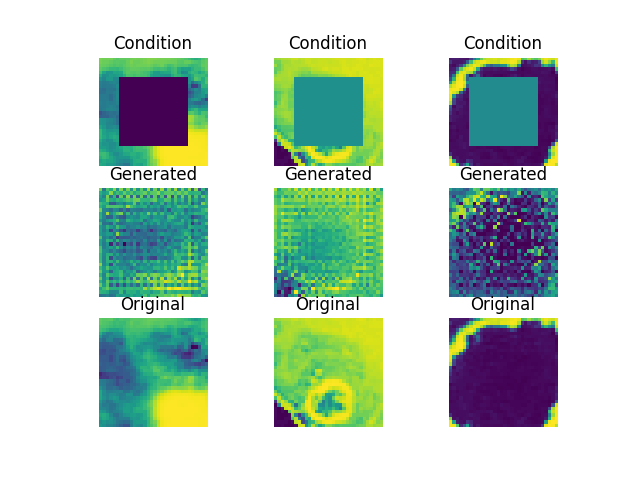 Condition Condition Condition
Generated Generated Generated
Original Original Original